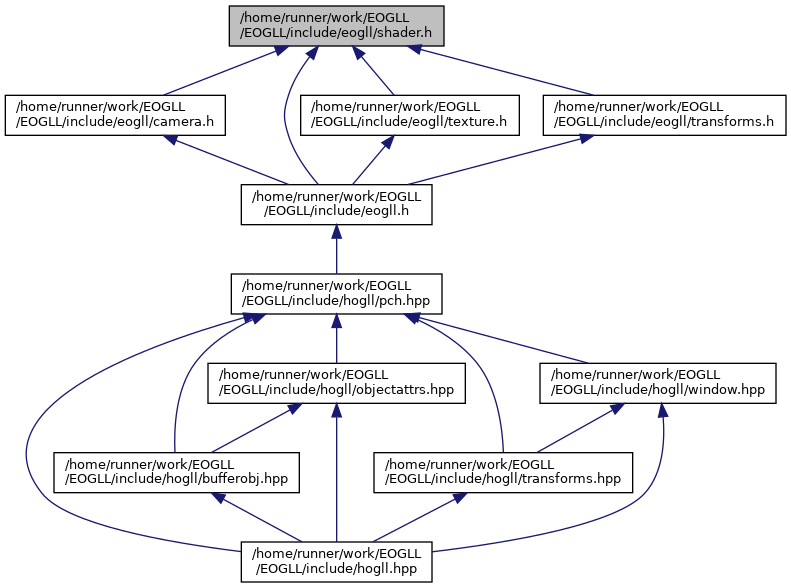 /home/runner/work/EOGLL
/EOGLL/include/eogll/shader.h
/home/runner/work/EOGLL
/EOGLL/include/eogll/camera.h
/home/runner/work/EOGLL
/EOGLL/include/eogll/texture.h
/home/runner/work/EOGLL
/EOGLL/include/eogll/transforms.h
/home/runner/work/EOGLL
/EOGLL/include/eogll.h
/home/runner/work/EOGLL
/EOGLL/include/hogll/pch.hpp
/home/runner/work/EOGLL
/EOGLL/include/hogll/objectattrs.hpp
/home/runner/work/EOGLL
/EOGLL/include/hogll/window.hpp
/home/runner/work/EOGLL
/EOGLL/include/hogll/bufferobj.hpp
/home/runner/work/EOGLL
/EOGLL/include/hogll/transforms.hpp
/home/runner/work/EOGLL
/EOGLL/include/hogll.hpp